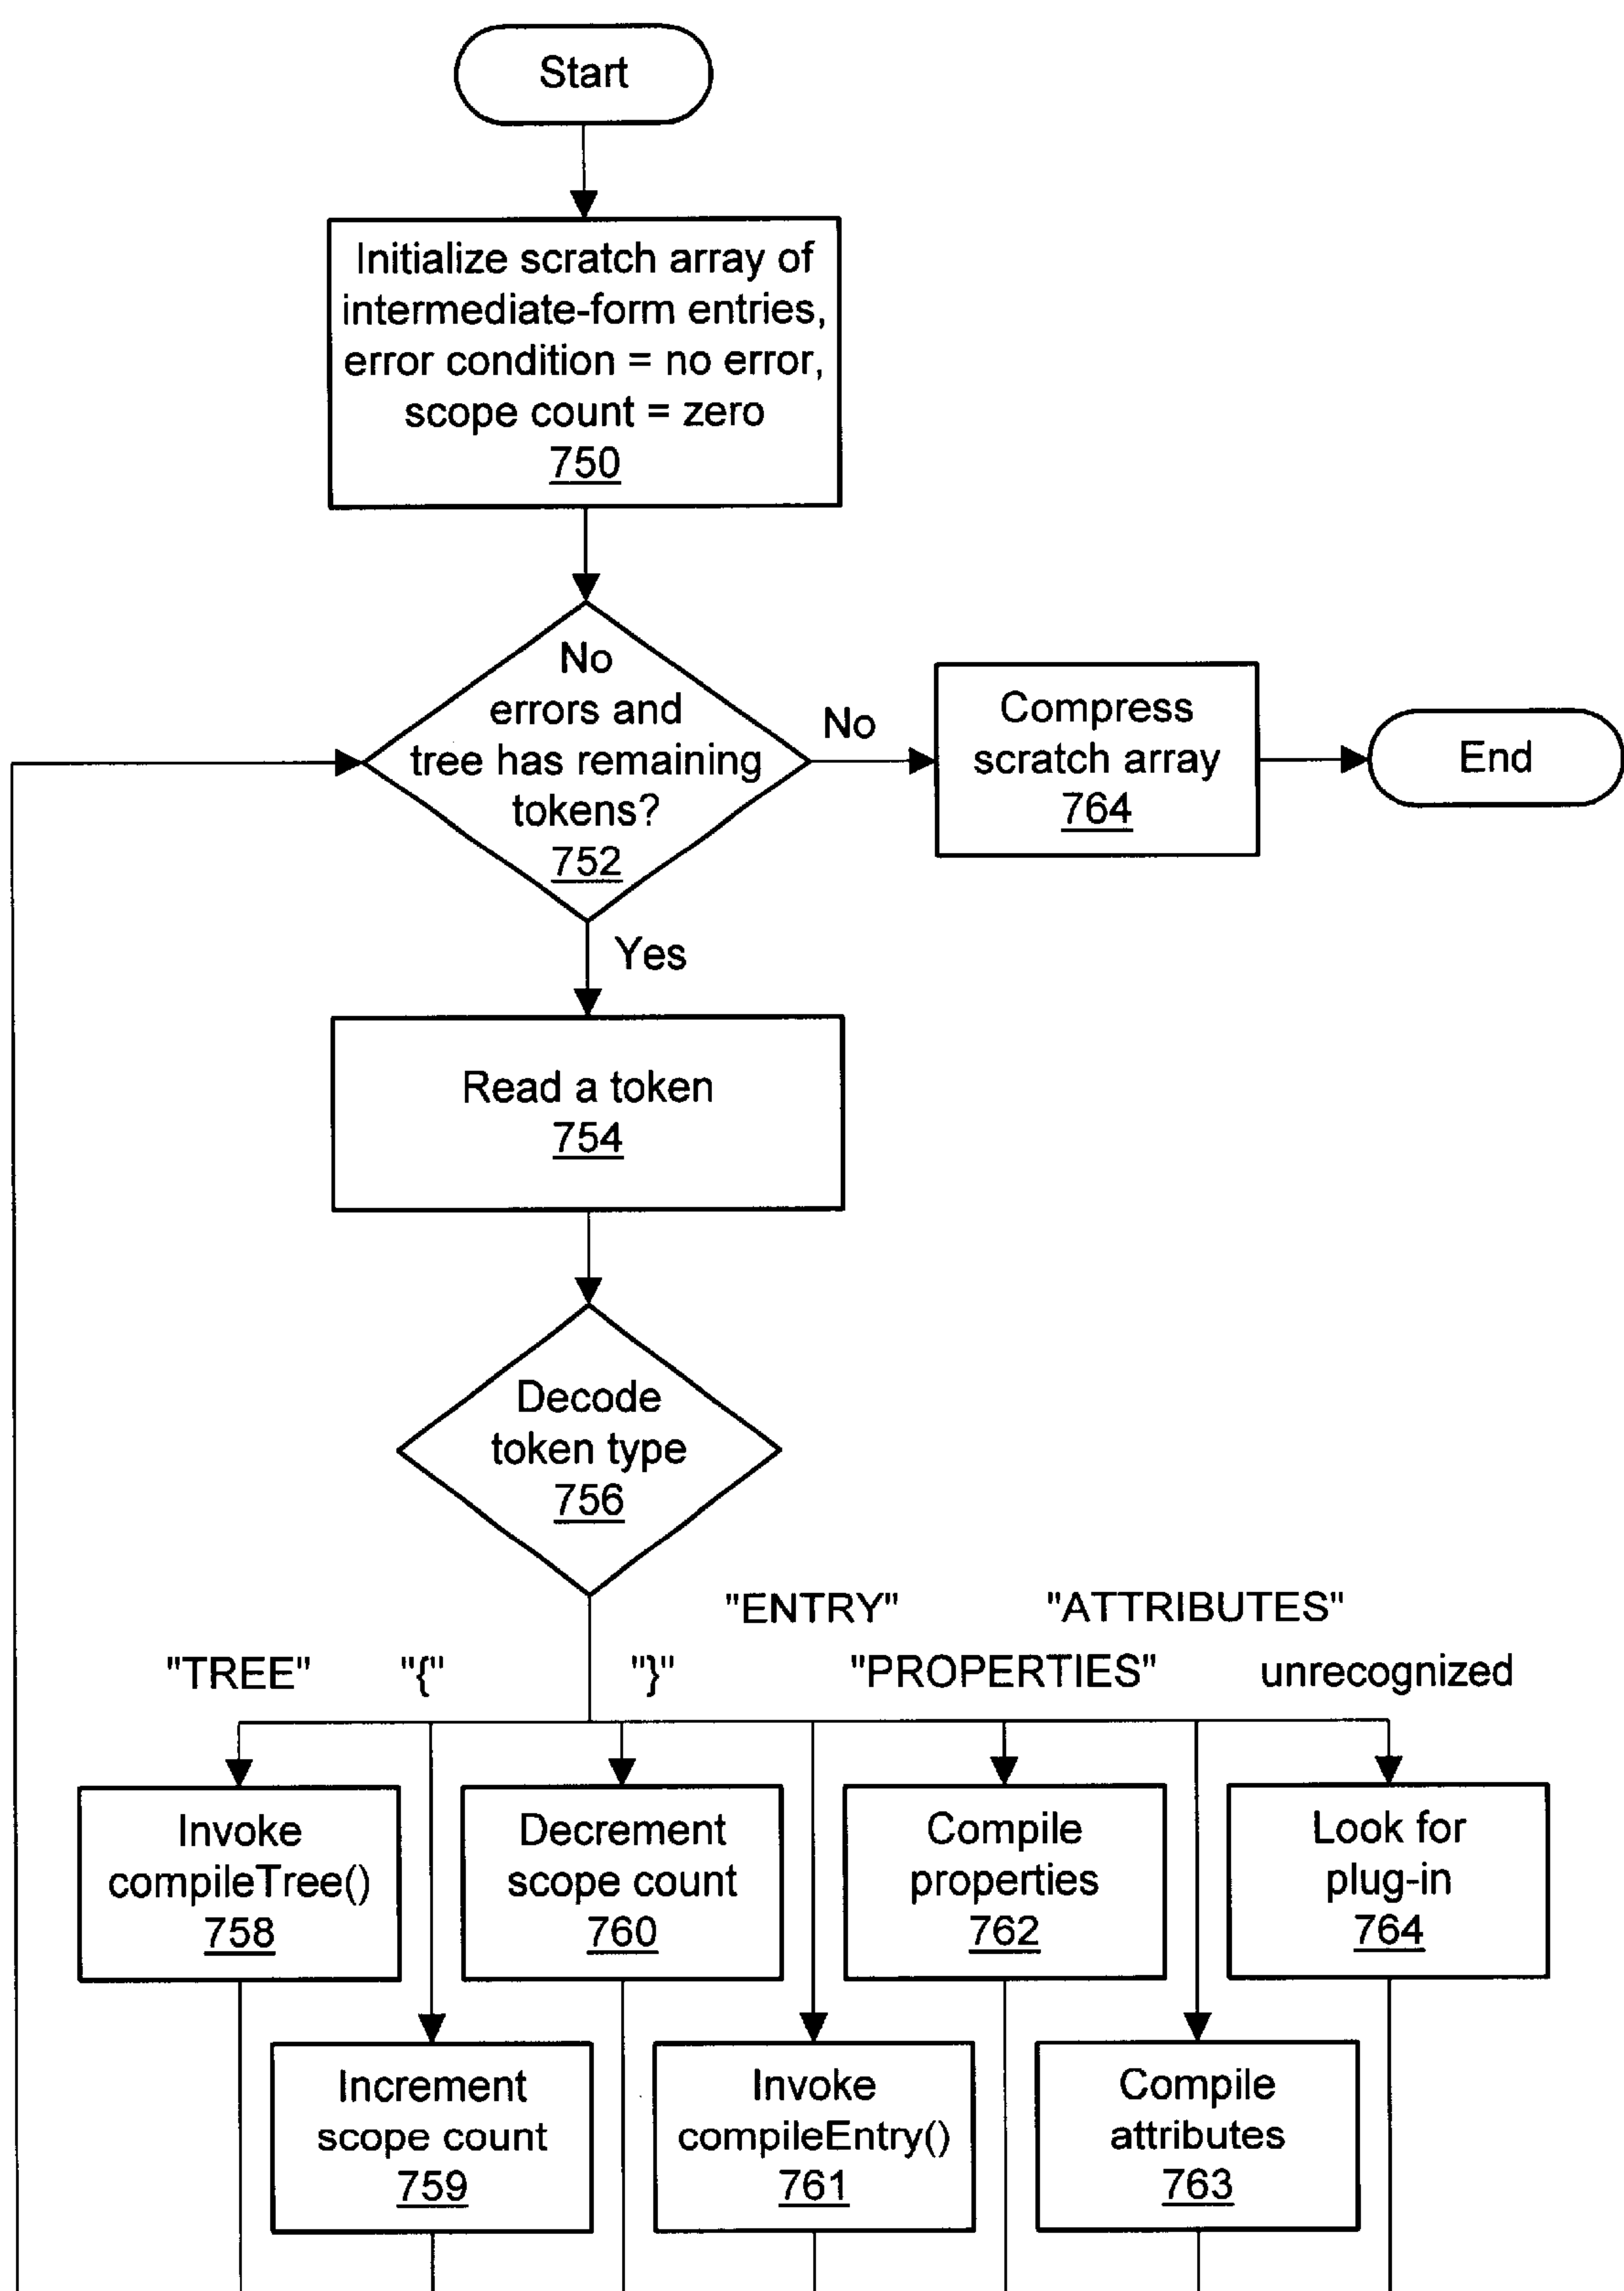 Start
Initialize scratch array of
intermediate-form entries,
error condition = no error,
scope count = zero
750
No
errors and
tree has remaining
tokens?
752
No
Compress
scratch array
764
End
Yes
Read a token
754
Decode
token type
756
"ENTRY"
"ATTRIBUTES"
"TREE"
"{"
"}"
"PROPERTIES"
unrecognized
Invoke
compileTree()
758
Decrement
scope count
760
Compile
properties
762
Look for
plug-in
764
Increment
scope count
759
Invoke
compileEntry()
761
Compile
attributes
763